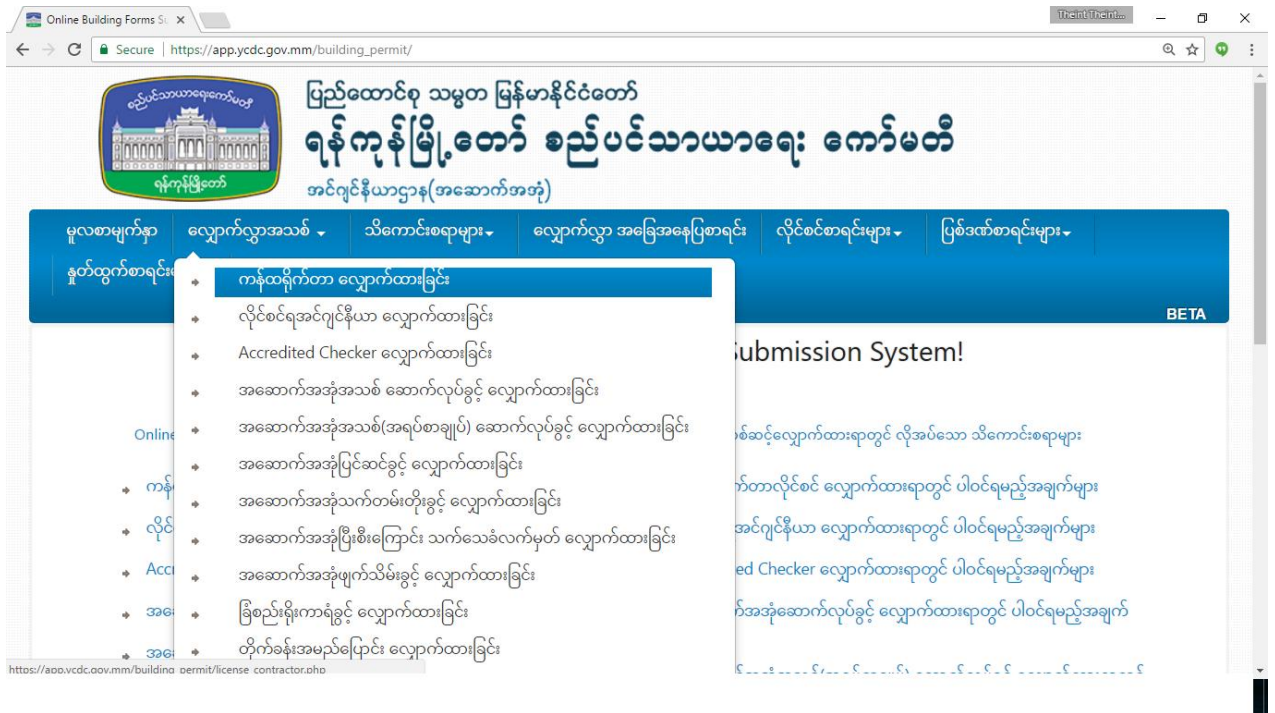 Online Building Forms Su
Secure https://app.ycdc.gov.mm/building_permit/
စည်ပင်သာယာရေးကော်မတီ
ရန်ကုန်မြို့တော်
ပြည်ထောင်စု သမ္မတ မြန်မာနိုင်ငံတော်
ရန်ကုန်မြို့တော် စည်ပင်သာယာရေး ကော်မတီ
အင်ဂျင်နီယာဌာန(အဆောက်အအုံ)
မူလစာမျက်နှာ လျှောက်လွှာအသစ် သိကောင်းစရာများ လျှောက်လွှာ အခြေအနေပြစာရင်း လိုင်စင်စာရင်းများ ပြစ်ဒဏ်စာရင်းများ
နှုတ်ထွက်စာရင်း
ကန်ထရိုက်တာ လျှောက်ထားခြင်း
လိုင်စင်ရအင်ဂျင်နီယာ လျှောက်ထားခြင်း
BETA
Accredited Checker လျှောက်ထားခြင်း
ubmission System!
အဆောက်အအုံအသစ် ဆောက်လုပ်ခွင့် လျှောက်ထားခြင်း
Online
အဆောက်အအုံအသစ်(အရပ်စာချုပ်) ဆောက်လုပ်ခွင့် လျှောက်ထားခြင်း
စ်ဆင့်လျှောက်ထားရာတွင် လိုအပ်သော သိကောင်းစရာများ
အဆောက်အအုံပြင်ဆင်ခွင့် လျှောက်ထားခြင်း
ကန်
အဆောက်အအုံသက်တမ်းတိုးခွင့် လျှောက်ထားခြင်း
က်တာလိုင်စင် လျှောက်ထားရာတွင် ပါဝင်ရမည့်အချက်များ
လိုင်
အဆောက်အအုံပြီးစီးကြောင်း သက်သေခံလက်မှတ် လျှောက်ထားခြင်း
အင်ဂျင်နီယာ လျှောက်ထားရာတွင် ပါဝင်ရမည့်အချက်များ
Acc
အဆောက်အအုံဖျက်သိမ်းခွင့် လျှောက်ထားခြင်း
ed Checker လျှောက်ထားရာတွင် ပါဝင်ရမည့်အချက်များ
ခြံစည်းရိုးကာရံခွင့် လျှောက်ထားခြင်း
က်အအုံဆောက်လုပ်ခွင့် လျှောက်ထားရာတွင် ပါဝင်ရမည့်အချက်
တိုက်ခန်းအမည်ပြောင်း လျှောက်ထားခြင်း
https://app.ycdc.gov.mm/building_permit/license_contractor.php